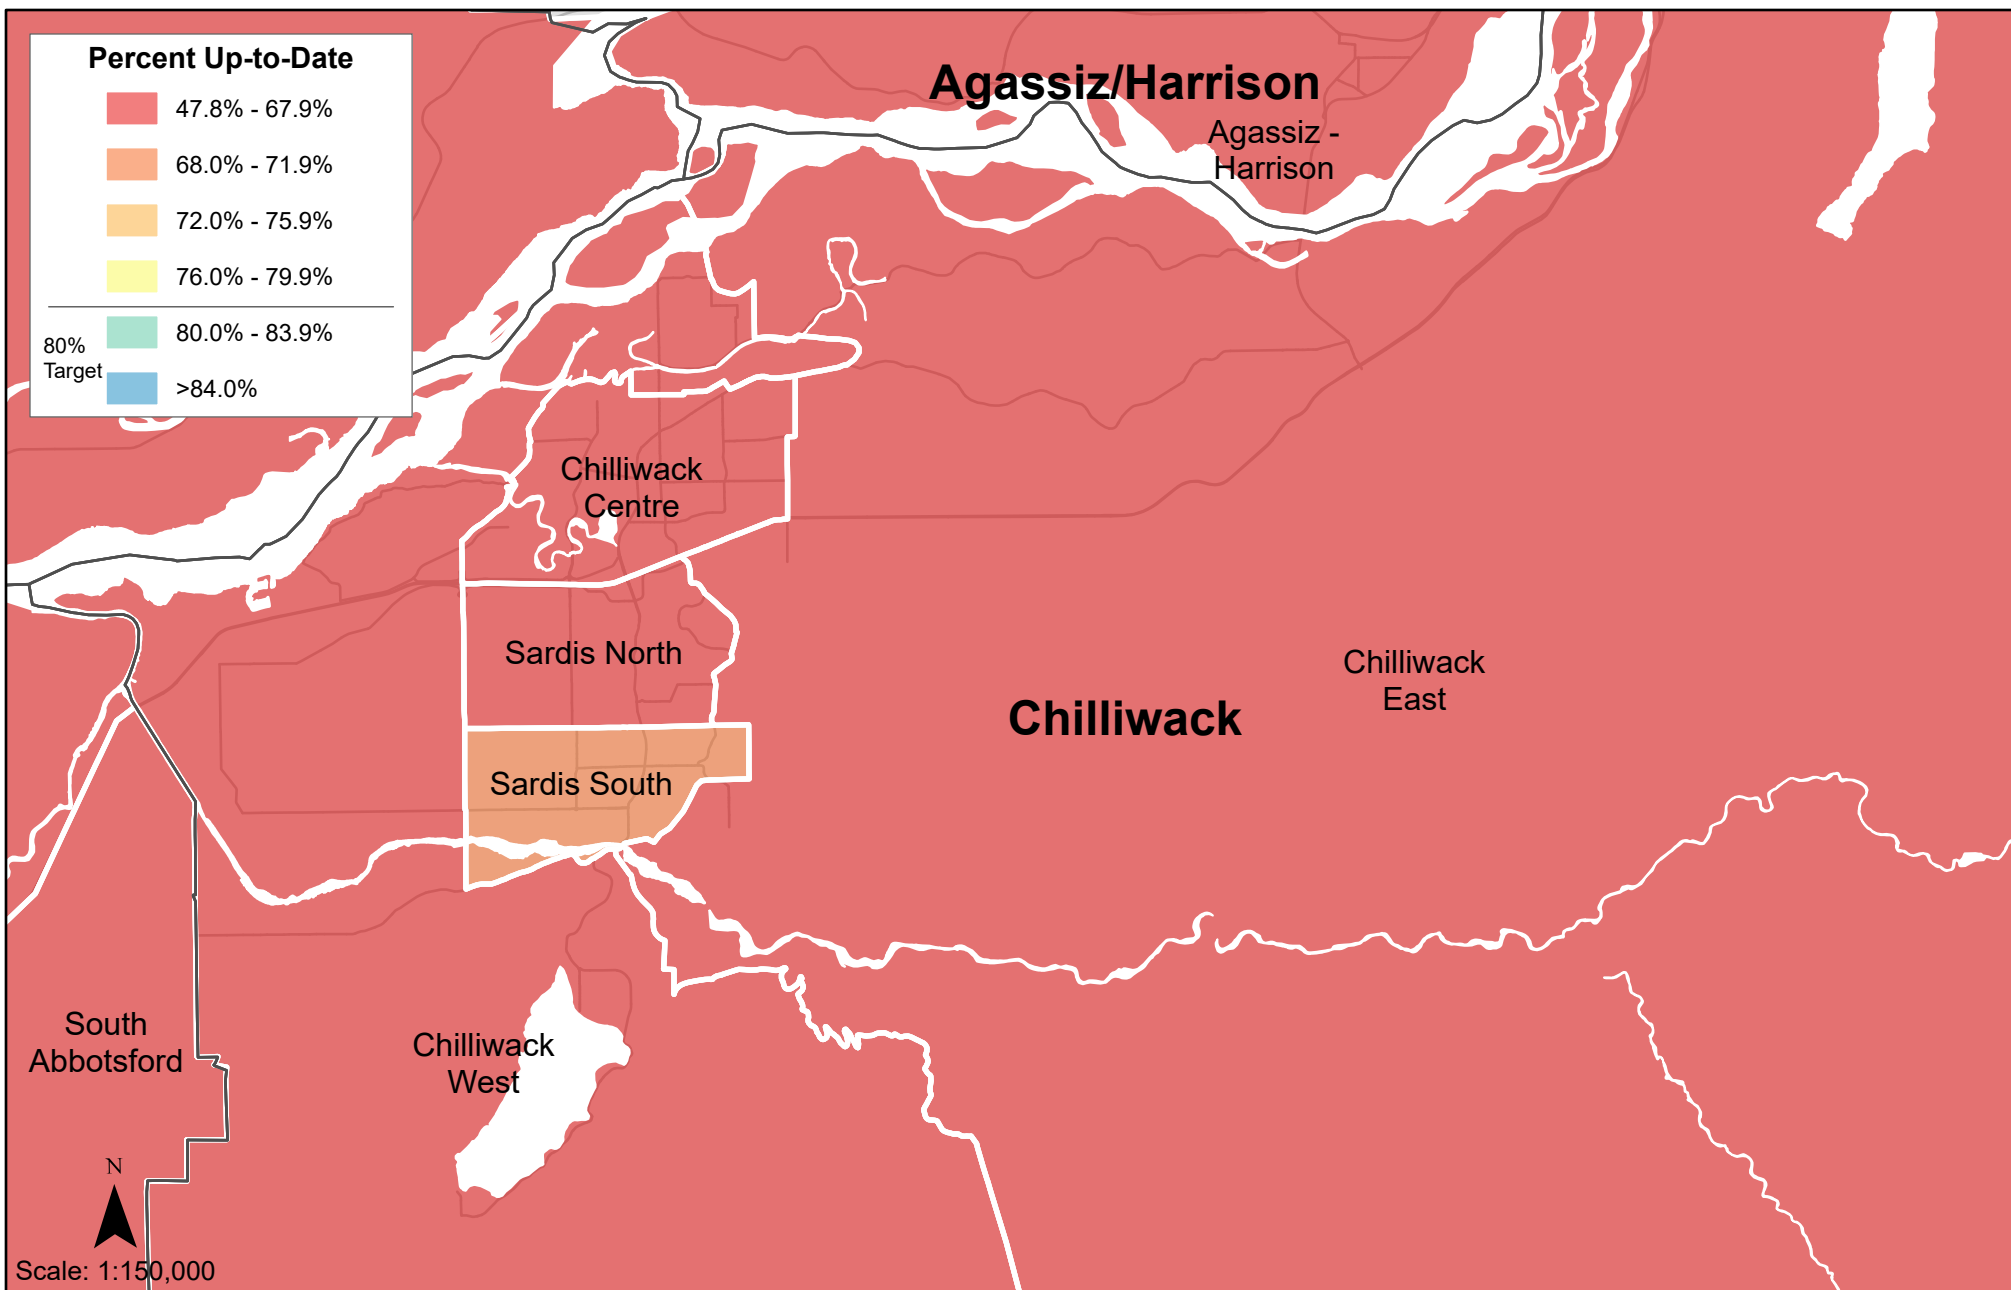 Percent Up-to-Date
47.8% - 67.9%
68.0% - 71.9%
72.0% - 75.9%
76.0% - 79.9%
80.0% - 83.9%
80%
Target
>84.0%
Agassiz/Harrison
Agassiz -
Harrison
Chilliwack
Centre
Sardis North
Chilliwack
East
Chilliwack
Sardis South
South
Abbotsford
Chilliwack
West
N
Scale: 1:150,000